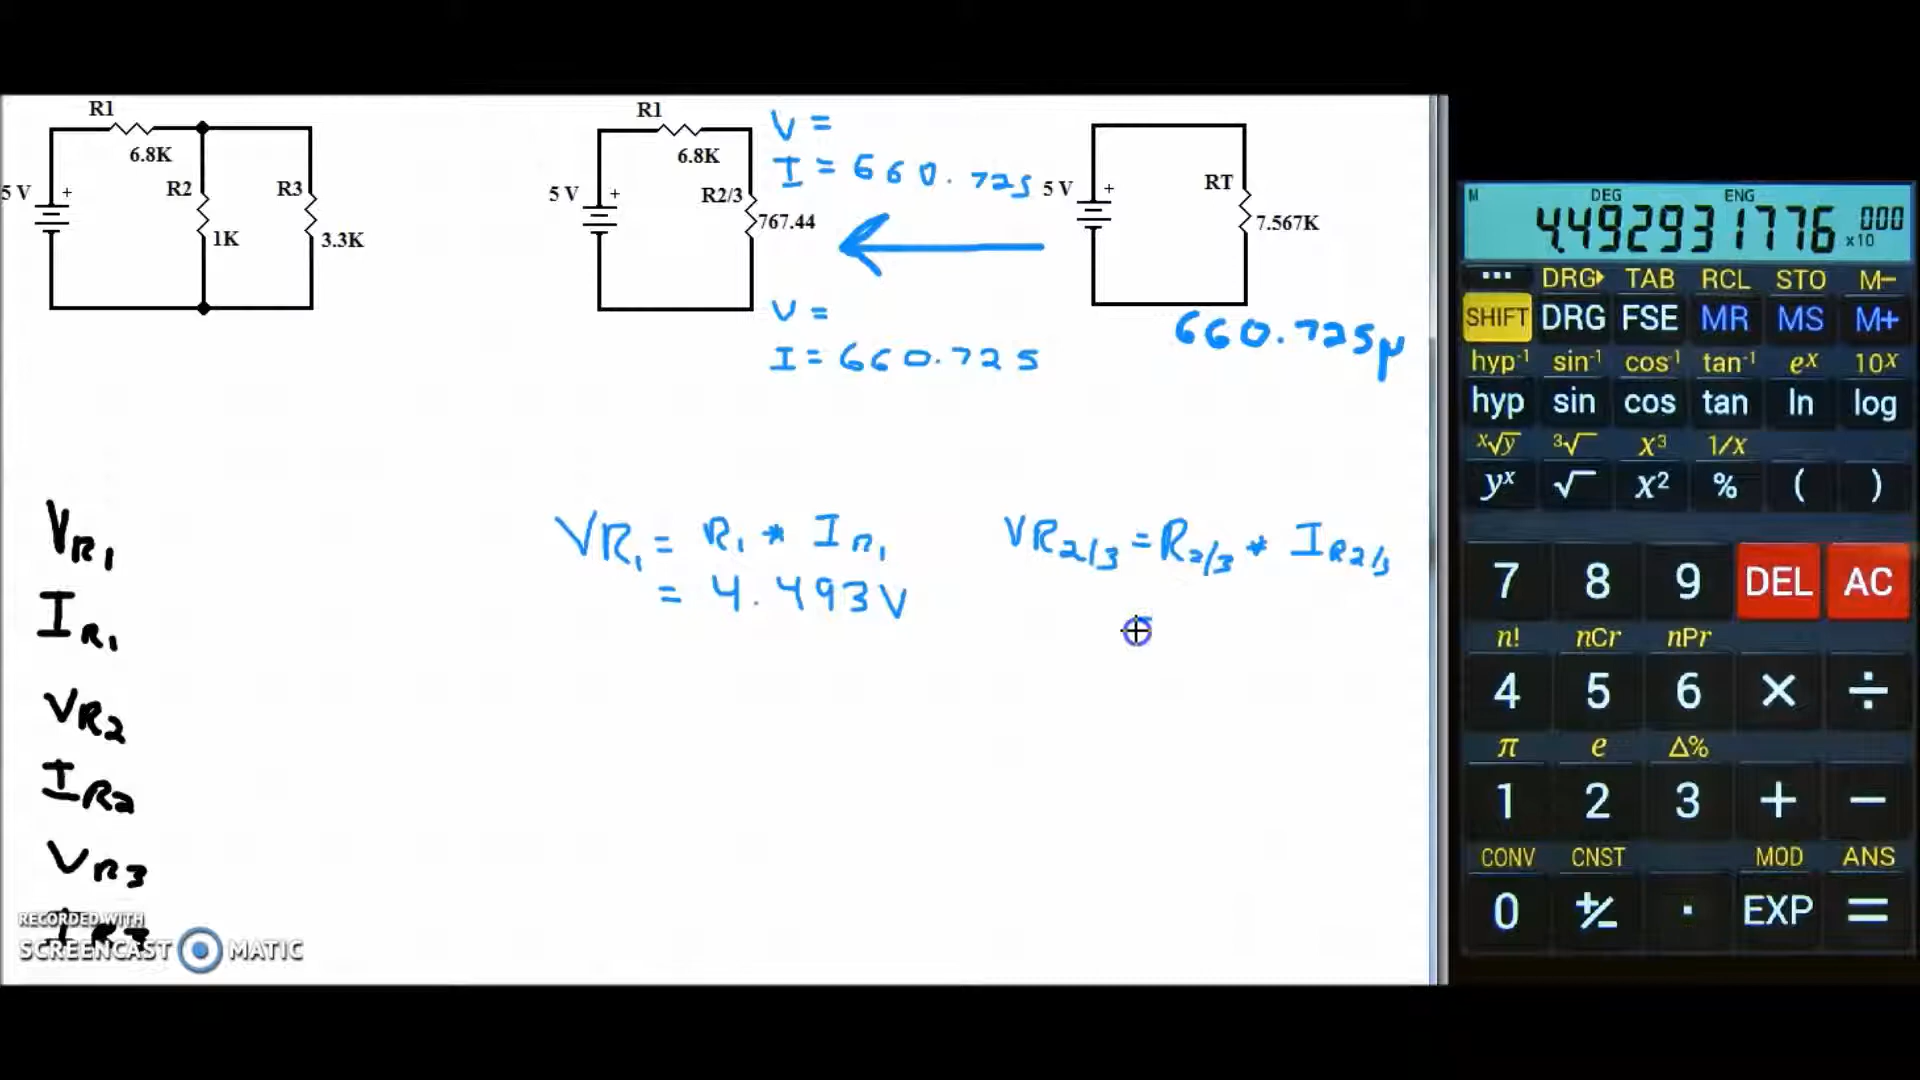 R1
6.8K
5 V
+
R2
1K
R3
3.3K
R1
6.8K
5 V
+
R2/3
767.44
V =
I = 660.725
V =
I = 660.725
5 V
+
RT
7.567K
660.725μ
VR1 = R1 * IR1
= 4.493V
VR2/3 = R2/3 * IR2/3
VR1
IR1
VR2
IR2
VR3
IR3
RECORDED WITH
SCREENCAST MATIC
M DEG ENG
4.492931776 x10 000
... DRG▸ TAB RCL STO M−
SHIFT DRG FSE MR MS M+
hyp⁻¹ sin⁻¹ cos⁻¹ tan⁻¹ eˣ 10ˣ
hyp sin cos tan ln log
ˣ√y ³√ x³ 1/x
yˣ √ x² % ( )
7 8 9 DEL AC
n! nCr nPr
4 5 6 × ÷
π e Δ%
1 2 3 + −
CONV CNST MOD ANS
0 +/− . EXP =